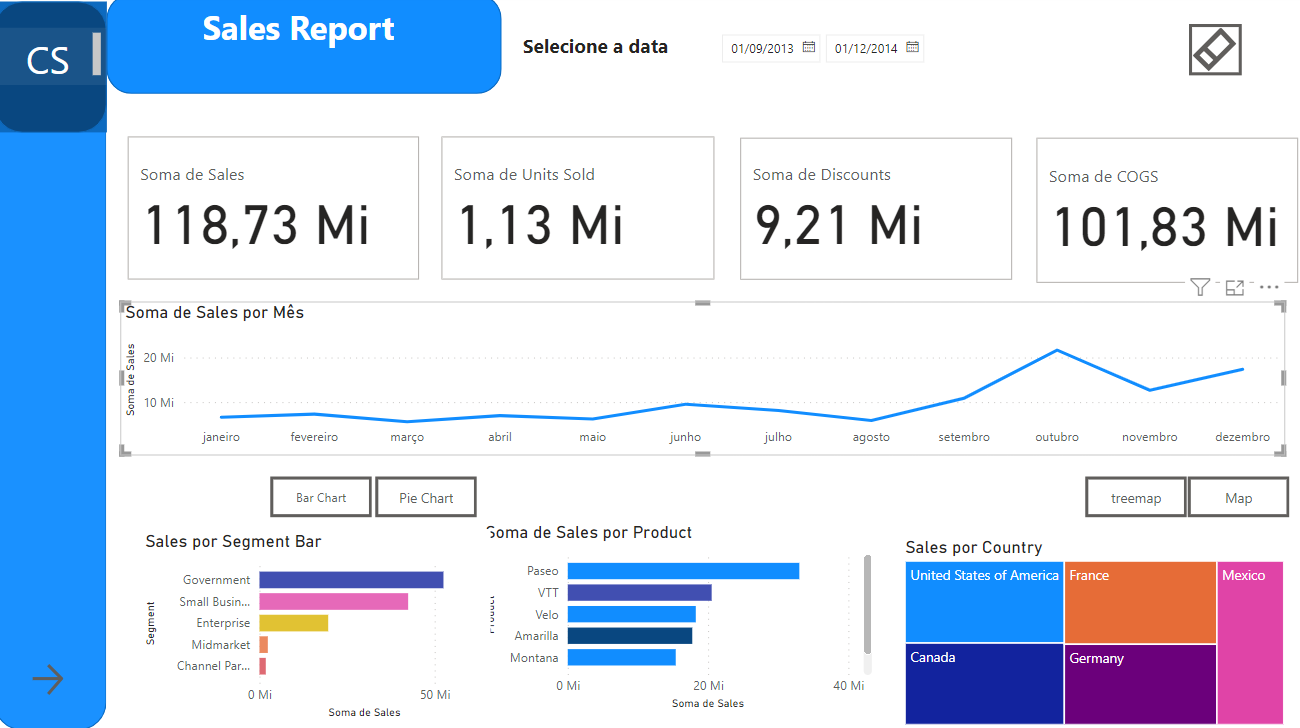 CS
Sales Report
Selecione a data
01/09/2013
01/12/2014
Soma de Sales
118,73 Mi
Soma de Units Sold
1,13 Mi
Soma de Discounts
9,21 Mi
Soma de COGS
101,83 Mi
Soma de Sales por Mês
Soma de Sales
20 Mi
10 Mi
janeiro fevereiro março abril maio junho julho agosto setembro outubro novembro dezembro
Bar Chart
Pie Chart
treemap
Map
Sales por Segment Bar
Segment
Government
Small Busin...
Enterprise
Midmarket
Channel Par...
0 Mi 50 Mi
Soma de Sales
Soma de Sales por Product
Product
Paseo
VTT
Velo
Amarilla
Montana
0 Mi 20 Mi 40 Mi
Soma de Sales
Sales por Country
United States of America
France
Mexico
Canada
Germany